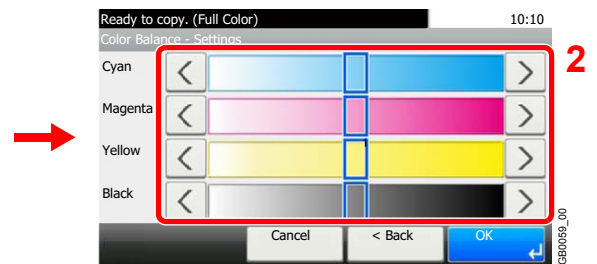 Ready to copy. (Full Color) 10:10
Color Balance - Settings
2
Cyan
Magenta
Yellow
Black
Cancel < Back OK
GB0059_00